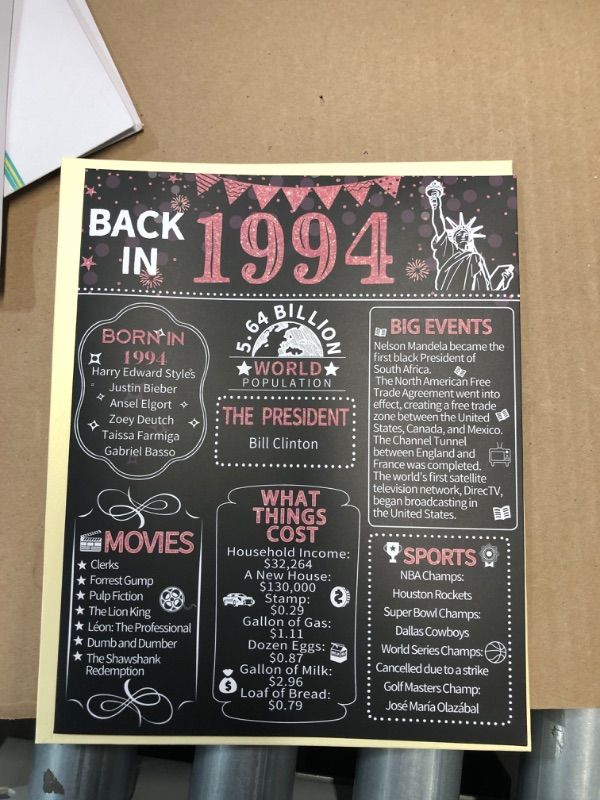 BACK
IN
1994
BORN IN
1994
Harry Edward Styles
Justin Bieber
Ansel Elgort
Zoey Deutch
Taissa Farmiga
Gabriel Basso
5.64 BILLION
WORLD
POPULATION
THE PRESIDENT
Bill Clinton
BIG EVENTS
Nelson Mandela became the
first black President of
South Africa.
The North American Free
Trade Agreement went into
effect, creating a free trade
zone between the United
States, Canada, and Mexico.
The Channel Tunnel
between England and
France was completed.
The world's first satellite
television network, DirecTV,
began broadcasting in
the United States.
MOVIES
Clerks
Forrest Gump
Pulp Fiction
The Lion King
Léon: The Professional
Dumb and Dumber
The Shawshank
Redemption
WHAT
THINGS
COST
Household Income:
$32,264
A New House:
$130,000
Stamp:
$0.29
Gallon of Gas:
$1.11
Dozen Eggs:
$0.87
Gallon of Milk:
$2.96
Loaf of Bread:
$0.79
$
SPORTS
NBA Champs:
Houston Rockets
Super Bowl Champs:
Dallas Cowboys
World Series Champs:
Cancelled due to a strike
Golf Masters Champ:
José María Olazábal